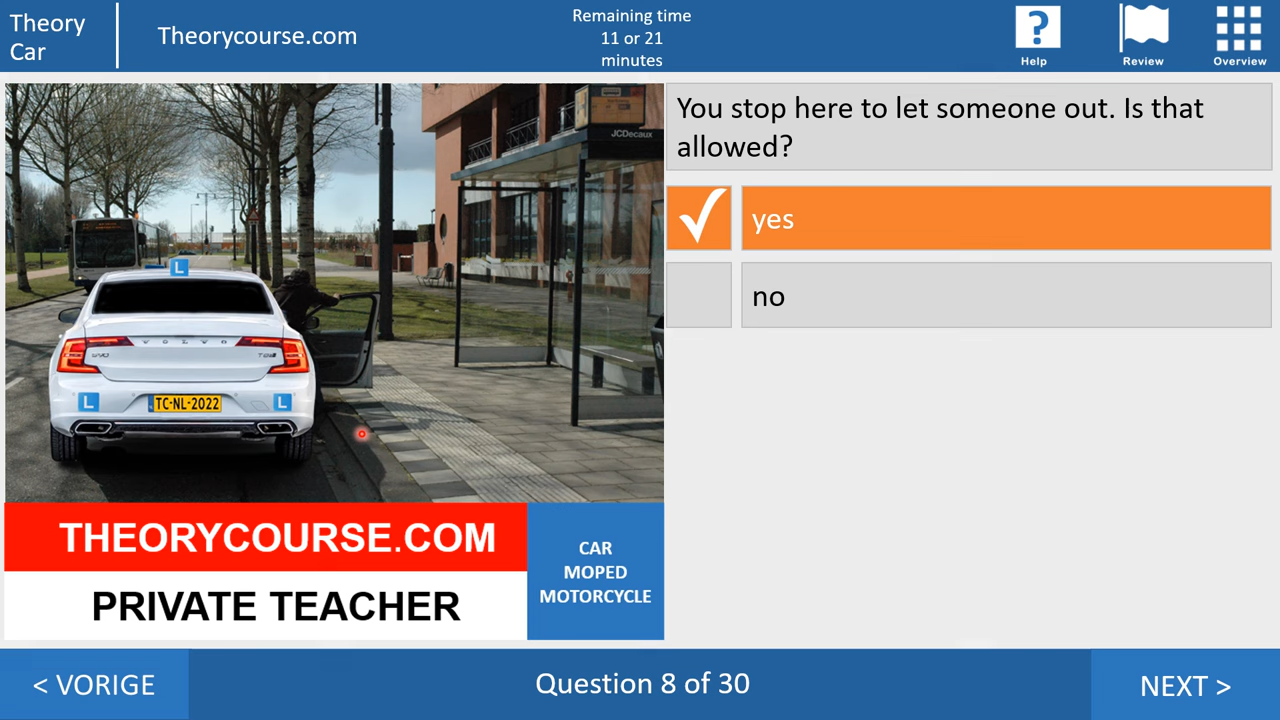 Theory
Car
Theorycourse.com
Remaining time
11 or 21
minutes
?
Help
Review
Overview
You stop here to let someone out. Is that
allowed?
yes
no
JCDecaux
L
VOLVO
L
TC-NL-2022
L
THEORYCOURSE.COM
PRIVATE TEACHER
CAR
MOPED
MOTORCYCLE
< VORIGE
Question 8 of 30
NEXT >